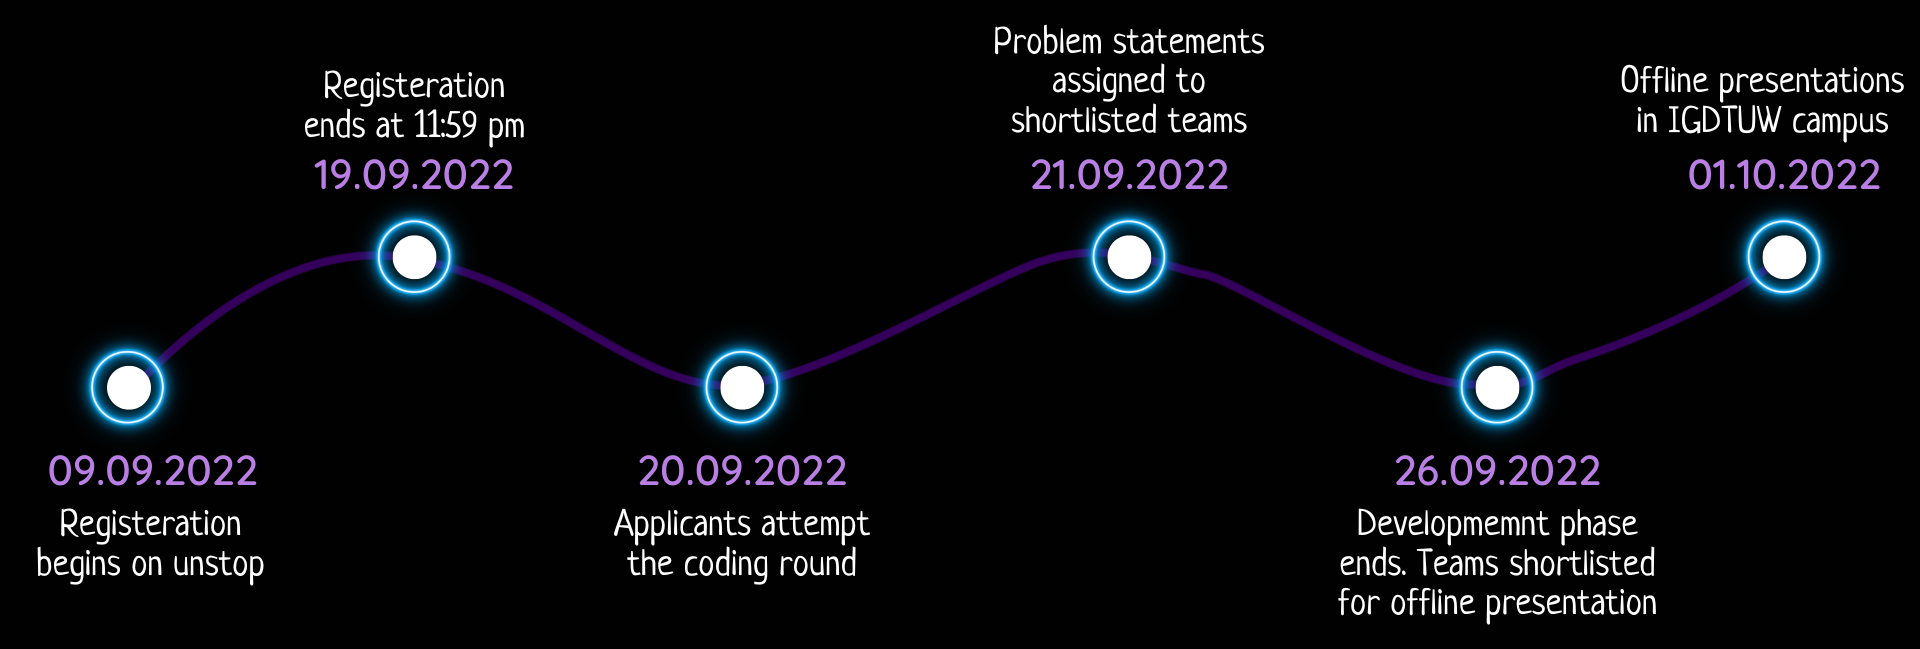 09.09.2022
Registeration
begins on unstop
Registeration
ends at 11:59 pm
19.09.2022
20.09.2022
Applicants attempt
the coding round
Problem statements
assigned to
shortlisted teams
21.09.2022
26.09.2022
Developmemnt phase
ends. Teams shortlisted
for offline presentation
Offline presentations
in IGDTUW campus
01.10.2022